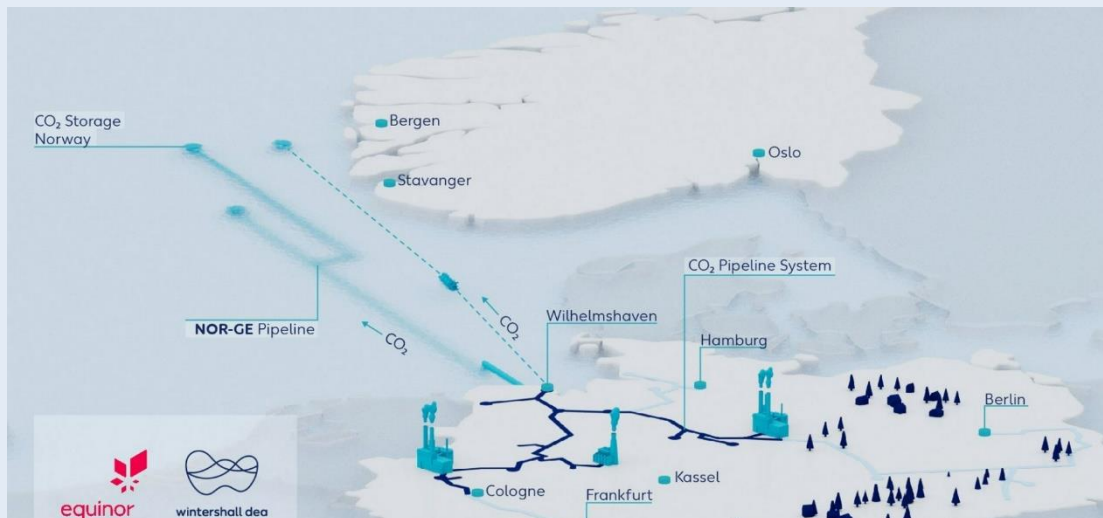 CO₂ Storage
Norway
Bergen
Oslo
Stavanger
CO₂ Pipeline System
NOR-GE Pipeline
CO₂
CO₂
Wilhelmshaven
Hamburg
Berlin
Kassel
Cologne
Frankfurt
equinor
wintershall dea